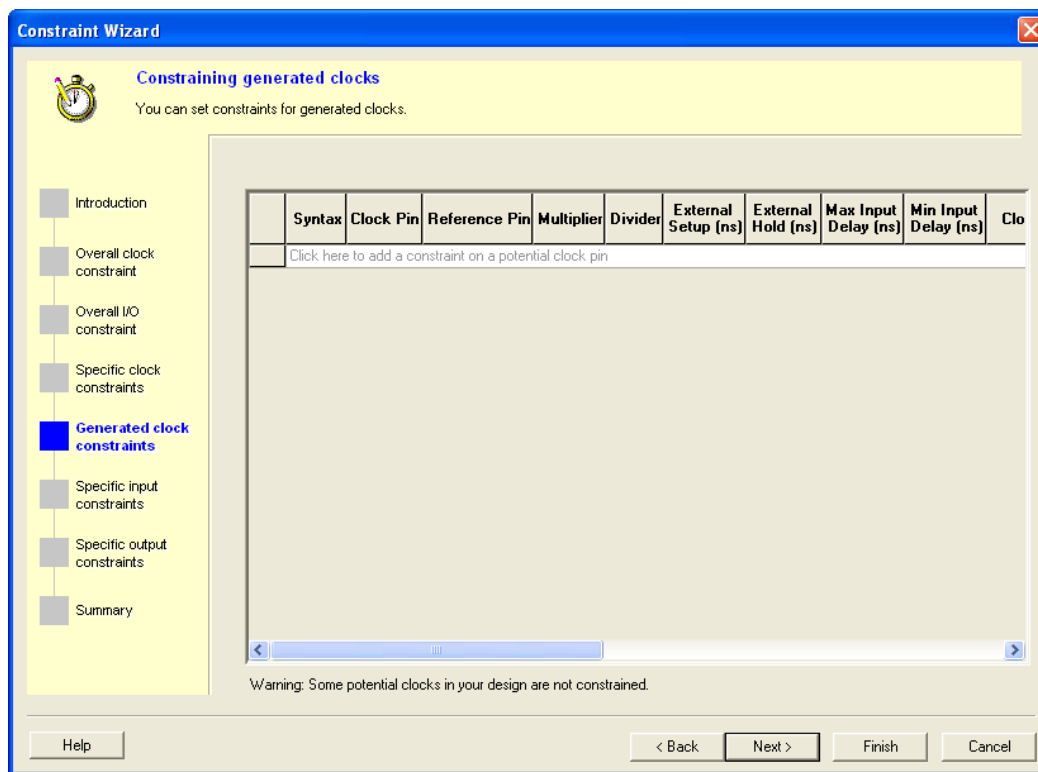 Constraint Wizard
Constraining generated clocks
You can set constraints for generated clocks.
Introduction
Overall clock
constraint
Overall I/O
constraint
Specific clock
constraints
Generated clock
constraints
Specific input
constraints
Specific output
constraints
Summary
Syntax Clock Pin Reference Pin Multiplier Divider External Setup (ns) External Hold (ns) Max Input Delay (ns) Min Input Delay (ns) Clo
Click here to add a constraint on a potential clock pin
Warning: Some potential clocks in your design are not constrained.
Help < Back Next > Finish Cancel